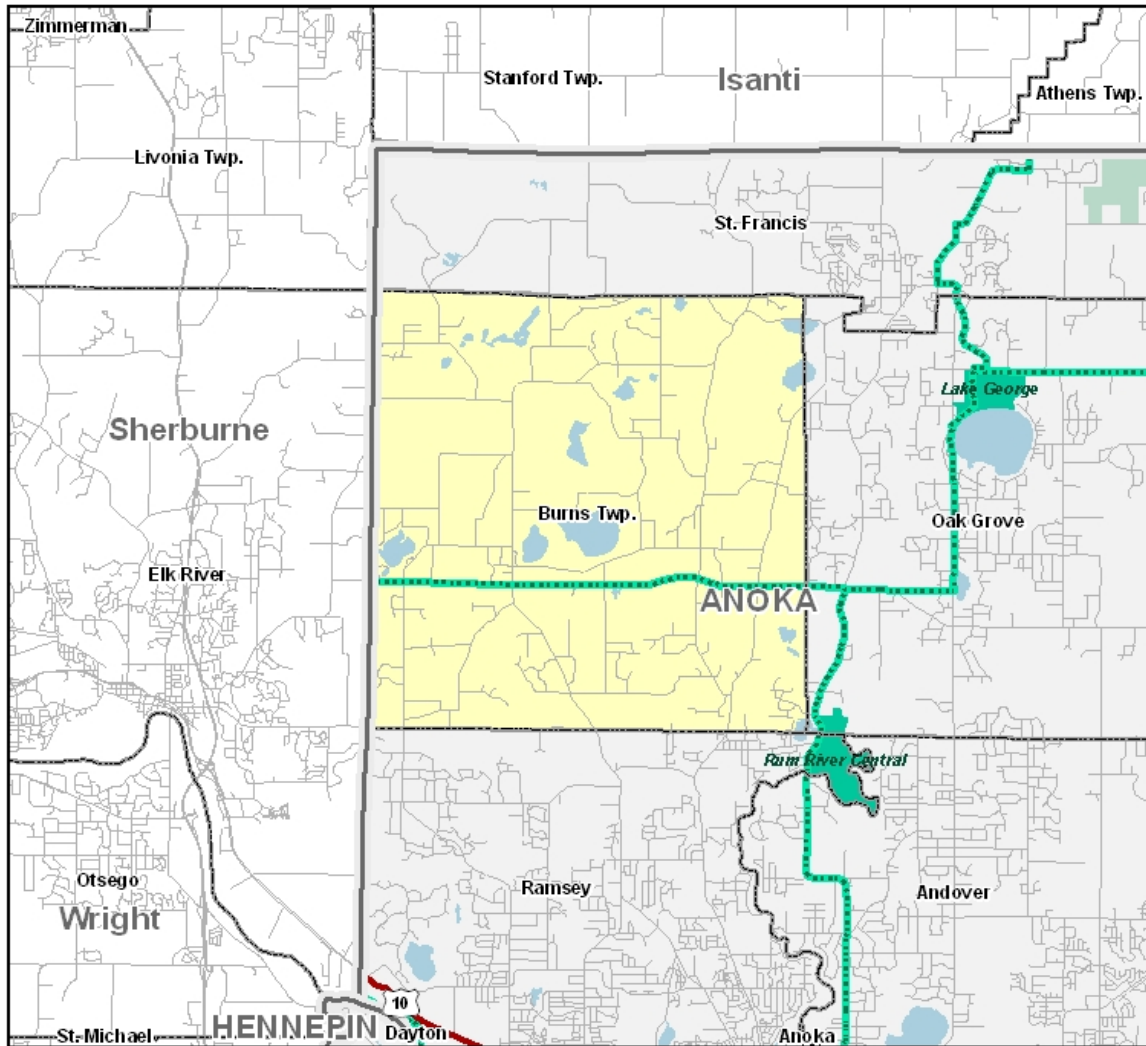 Zimmerman
Stanford Twp.
Isanti
Athens Twp.
Livonia Twp.
St. Francis
Lake George
Sherburne
Burns Twp.
Oak Grove
Elk River
ANOKA
Rum River Central
Otsego
Ramsey
Andover
Wright
10
HENNEPIN
St. Michael
Dayton
Anoka